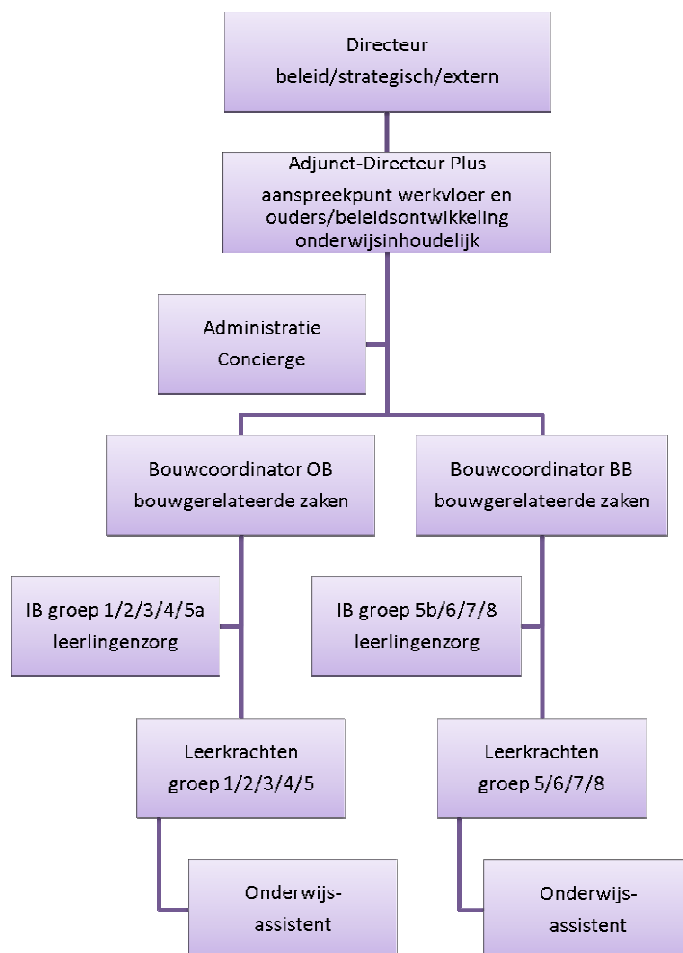 Directeur
beleid/strategisch/extern
Adjunct-Directeur Plus
aanspreekpunt werkvloer en
ouders/beleidsontwikkeling
onderwijsinhoudelijk
Administratie
Concierge
Bouwcoordinator OB
bouwgerelateerde zaken
Bouwcoordinator BB
bouwgerelateerde zaken
IB groep 1/2/3/4/5a
leerlingenzorg
IB groep 5b/6/7/8
leerlingenzorg
Leerkrachten
groep 1/2/3/4/5
Leerkrachten
groep 5/6/7/8
Onderwijs-
assistent
Onderwijs-
assistent